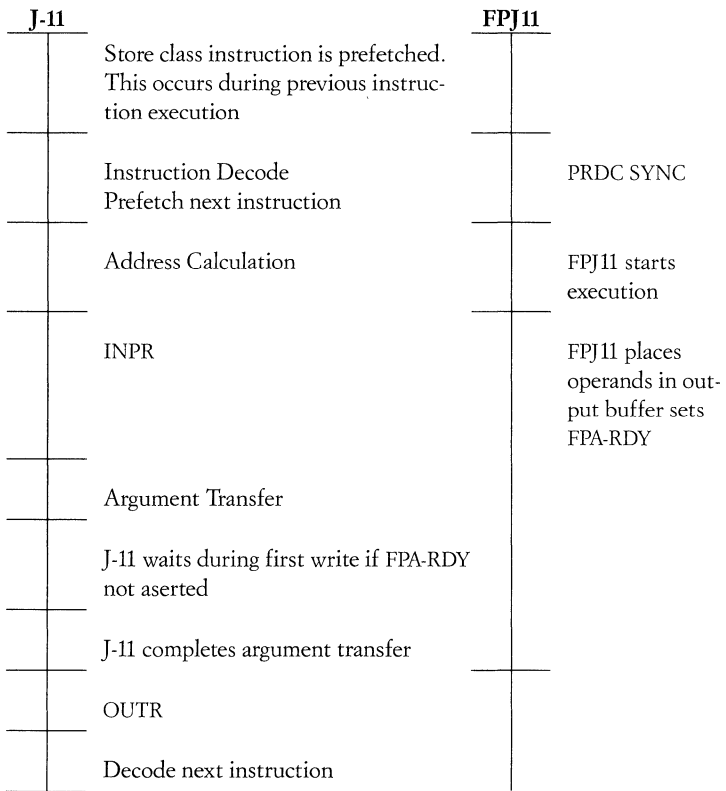 J-11 FPJ11
Store class instruction is prefetched.
This occurs during previous instruc-
tion execution
Instruction Decode PRDC SYNC
Prefetch next instruction
Address Calculation FPJ11 starts
execution
INPR FPJ11 places
operands in out-
put buffer sets
FPA-RDY
Argument Transfer
J-11 waits during first write if FPA-RDY
not aserted
J-11 completes argument transfer
OUTR
Decode next instruction